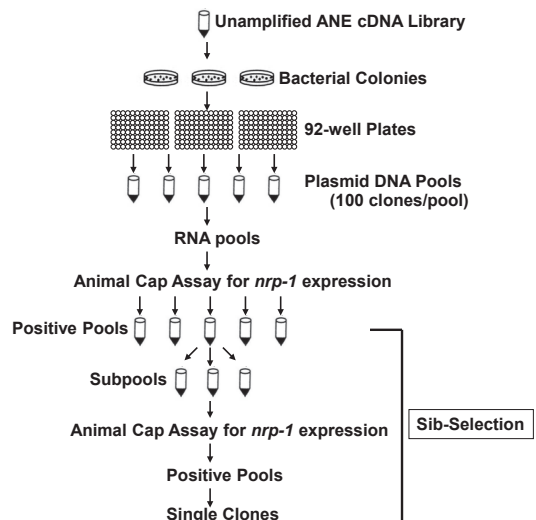 Unamplified ANE cDNA Library
Bacterial Colonies
92-well Plates
Plasmid DNA Pools
(100 clones/pool)
RNA pools
Animal Cap Assay for nrp-1 expression
Positive Pools
Subpools
Animal Cap Assay for nrp-1 expression
Sib-Selection
Positive Pools
Single Clones